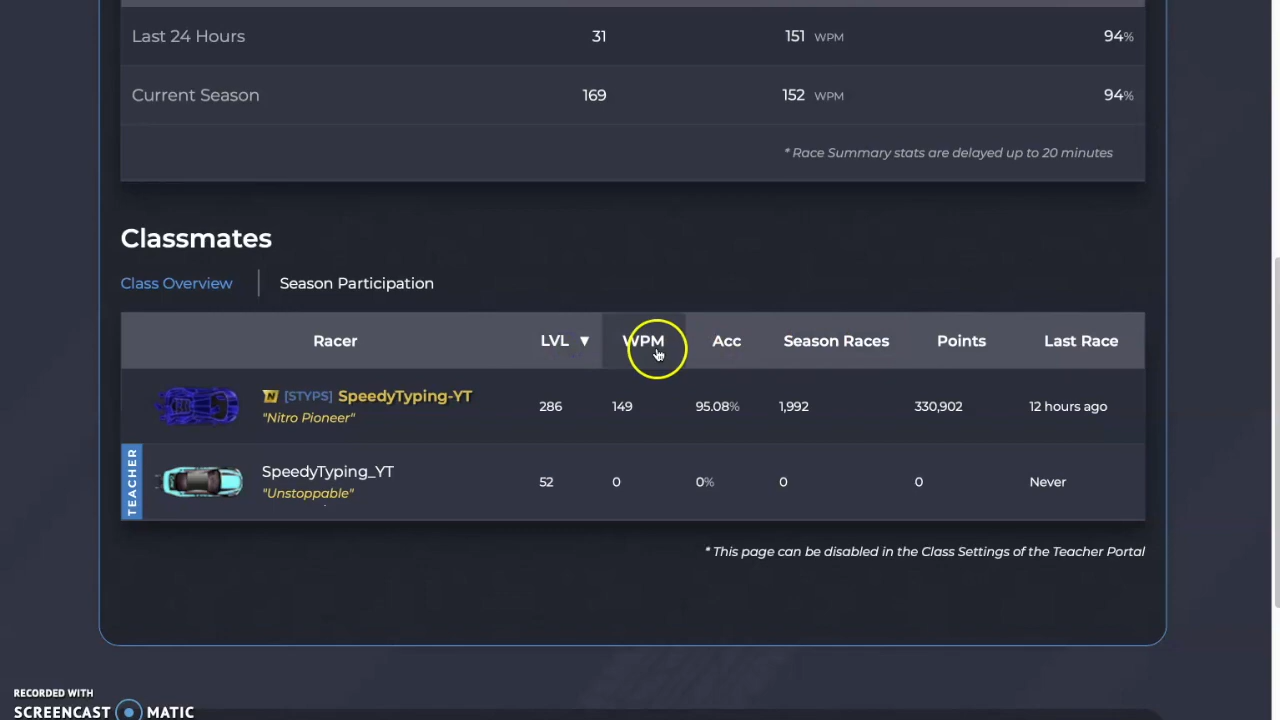 Last 24 Hours 31 151 WPM 94%
Current Season 169 152 WPM 94%
* Race Summary stats are delayed up to 20 minutes
Classmates
Class Overview Season Participation
Racer LVL ▼ WPM Acc Season Races Points Last Race
N [STYPS] SpeedyTyping-YT 286 149 95.08% 1,992 330,902 12 hours ago
"Nitro Pioneer"
TEACHER SpeedyTyping_YT 52 0 0% 0 0 Never
"Unstoppable"
* This page can be disabled in the Class Settings of the Teacher Portal
RECORDED WITH
SCREENCAST MATIC